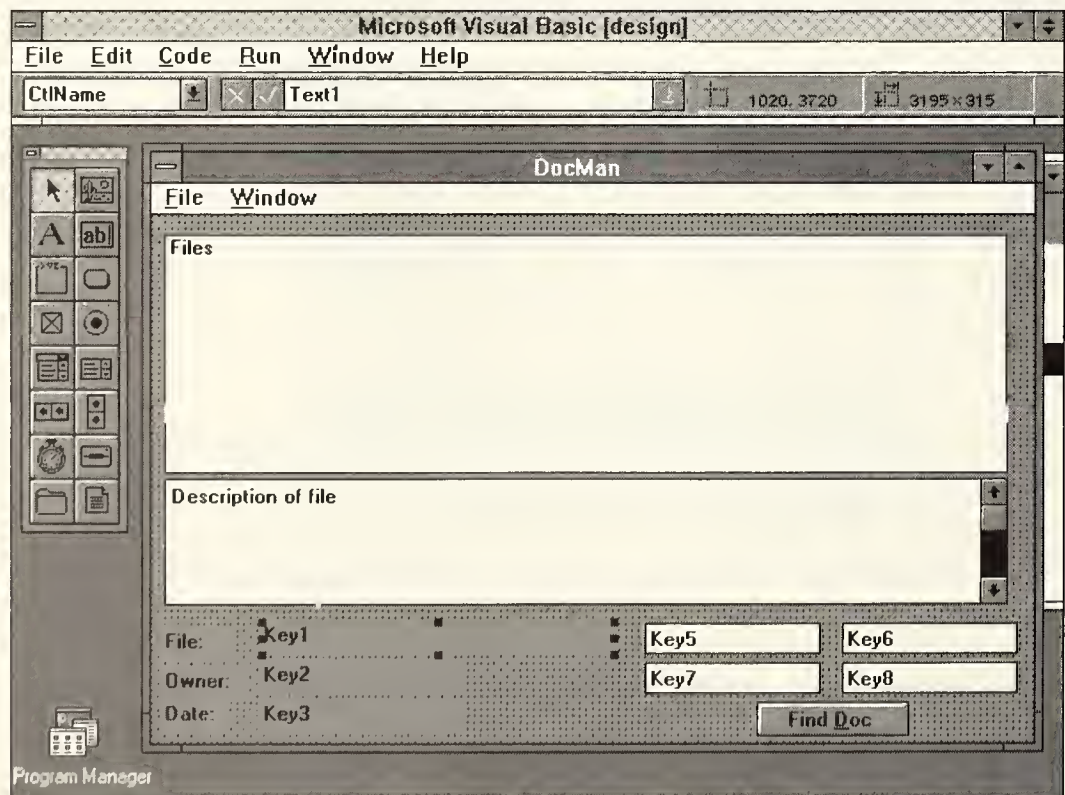 Microsoft Visual Basic [design]
File Edit Code Run Window Help
CtlName Text1 1020, 3720 3195×315
DocMan
File Window
A ab
Files
Description of file
File: Key1 Key5 Key6
Owner: Key2 Key7 Key8
Date: Key3 Find Doc
Program Manager